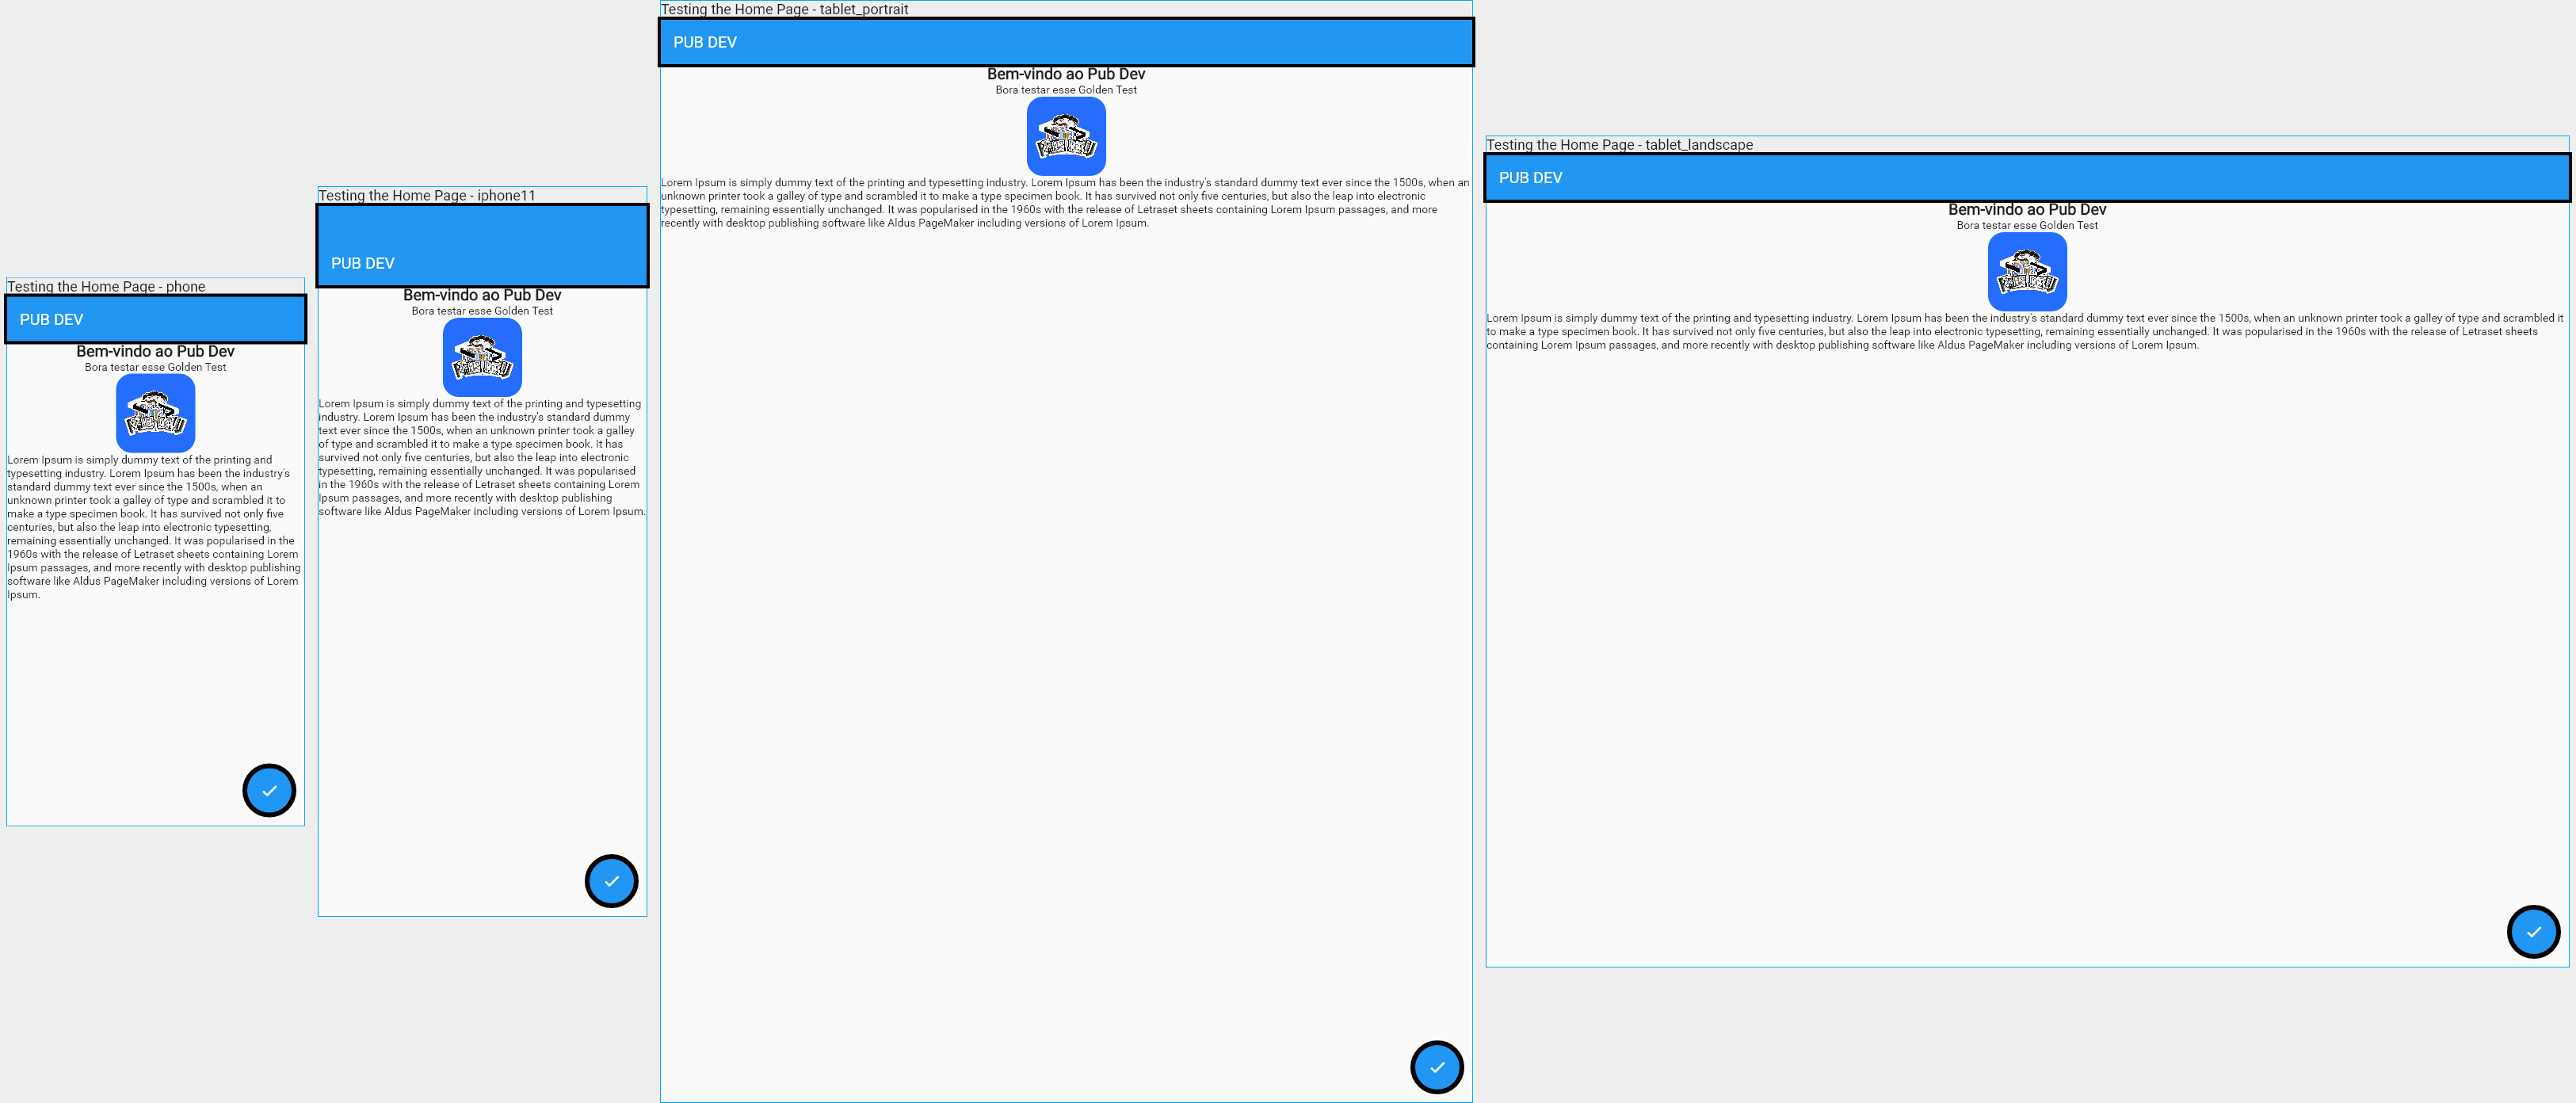 Testing the Home Page - phone
PUB DEV
Bem-vindo ao Pub Dev
Bora testar esse Golden Test
Lorem Ipsum is simply dummy text of the printing and
typesetting industry. Lorem Ipsum has been the industry's
standard dummy text ever since the 1500s, when an
unknown printer took a galley of type and scrambled it to
make a type specimen book. It has survived not only five
centuries, but also the leap into electronic typesetting,
remaining essentially unchanged. It was popularised in the
1960s with the release of Letraset sheets containing Lorem
Ipsum passages, and more recently with desktop publishing
software like Aldus PageMaker including versions of Lorem
Ipsum.
Testing the Home Page - iphone11
PUB DEV
Bem-vindo ao Pub Dev
Bora testar esse Golden Test
Lorem Ipsum is simply dummy text of the printing and typesetting
industry. Lorem Ipsum has been the industry's standard dummy
text ever since the 1500s, when an unknown printer took a galley
of type and scrambled it to make a type specimen book. It has
survived not only five centuries, but also the leap into electronic
typesetting, remaining essentially unchanged. It was popularised
in the 1960s with the release of Letraset sheets containing Lorem
Ipsum passages, and more recently with desktop publishing
software like Aldus PageMaker including versions of Lorem Ipsum.
Testing the Home Page - tablet_portrait
PUB DEV
Bem-vindo ao Pub Dev
Bora testar esse Golden Test
Lorem Ipsum is simply dummy text of the printing and typesetting industry. Lorem Ipsum has been the industry's standard dummy text ever since the 1500s, when an
unknown printer took a galley of type and scrambled it to make a type specimen book. It has survived not only five centuries, but also the leap into electronic
typesetting, remaining essentially unchanged. It was popularised in the 1960s with the release of Letraset sheets containing Lorem Ipsum passages, and more
recently with desktop publishing software like Aldus PageMaker including versions of Lorem Ipsum.
Testing the Home Page - tablet_landscape
PUB DEV
Bem-vindo ao Pub Dev
Bora testar esse Golden Test
Lorem Ipsum is simply dummy text of the printing and typesetting industry. Lorem Ipsum has been the industry's standard dummy text ever since the 1500s, when an unknown printer took a galley of type and scrambled it
to make a type specimen book. It has survived not only five centuries, but also the leap into electronic typesetting, remaining essentially unchanged. It was popularised in the 1960s with the release of Letraset sheets
containing Lorem Ipsum passages, and more recently with desktop publishing software like Aldus PageMaker including versions of Lorem Ipsum.